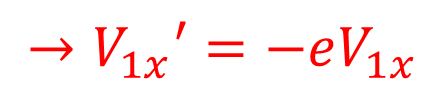 → V₁ₓ′ = −eV₁ₓ